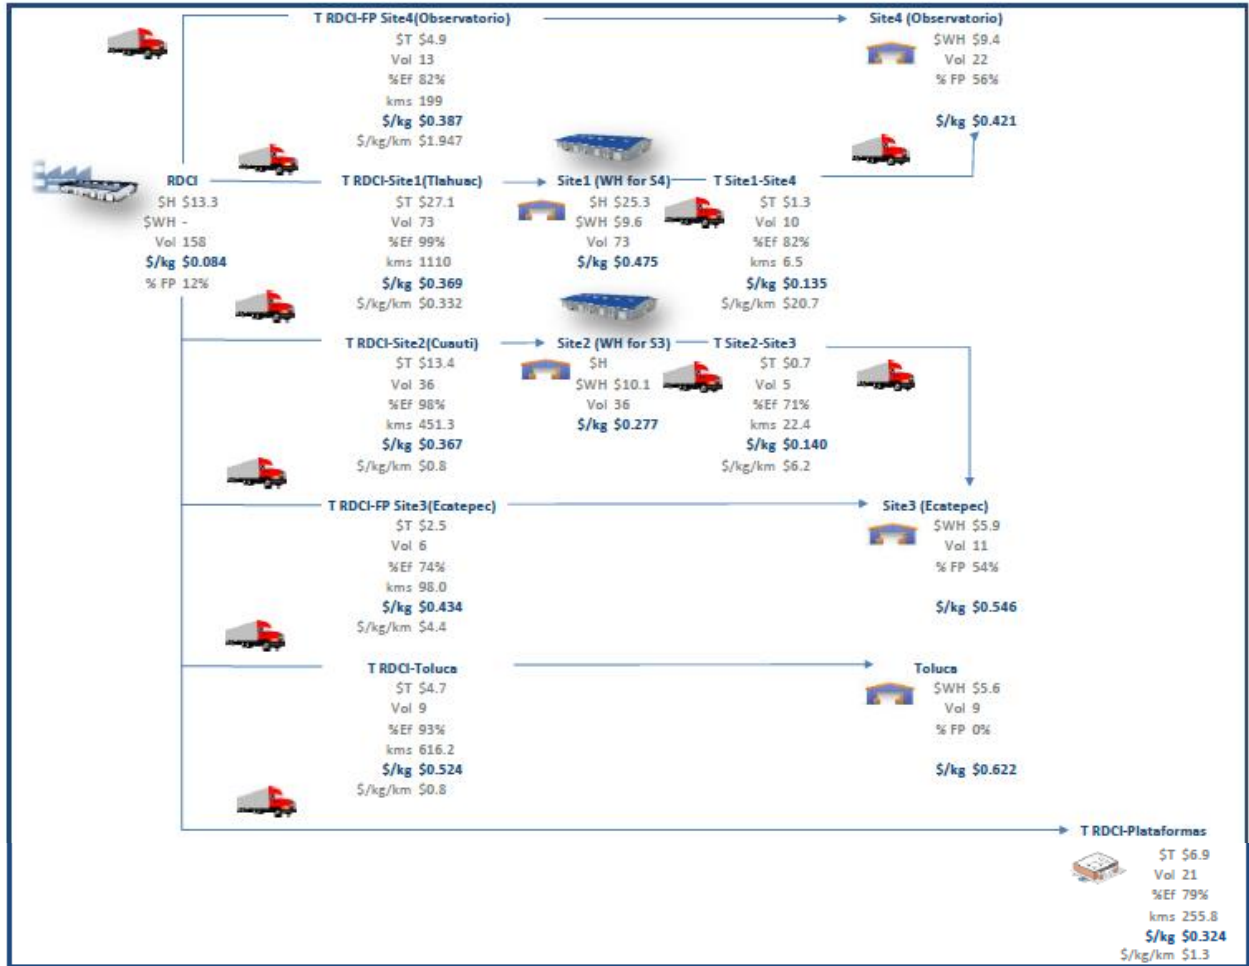 T RDCI-FP Site4(Observatorio)
$T $4.9
Vol 13
%Ef 82%
kms 199
$/kg $0.387
$/kg/km $1.947
Site4 (Observatorio)
$WH $9.4
Vol 22
% FP 56%
$/kg $0.421
RDCI
$H $13.3
$WH -
Vol 158
$/kg $0.084
% FP 12%
T RDCI-Site1(Tlahuac)
$T $27.1
Vol 73
%Ef 99%
kms 1110
$/kg $0.369
$/kg/km $0.332
Site1 (WH for S4)
$H $25.3
$WH $9.6
Vol 73
$/kg $0.475
T Site1-Site4
$T $1.3
Vol 10
%Ef 82%
kms 6.5
$/kg $0.135
$/kg/km $20.7
T RDCI-Site2(Cuauti)
$T $13.4
Vol 36
%Ef 98%
kms 451.3
$/kg $0.367
$/kg/km $0.8
Site2 (WH for S3)
$H
$WH $10.1
Vol 36
$/kg $0.277
T Site2-Site3
$T $0.7
Vol 5
%Ef 71%
kms 22.4
$/kg $0.140
$/kg/km $6.2
T RDCI-FP Site3(Ecatepec)
$T $2.5
Vol 6
%Ef 74%
kms 98.0
$/kg $0.434
$/kg/km $4.4
Site3 (Ecatepec)
$WH $5.9
Vol 11
% FP 54%
$/kg $0.546
T RDCI-Toluca
$T $4.7
Vol 9
%Ef 93%
kms 616.2
$/kg $0.524
$/kg/km $0.8
Toluca
$WH $5.6
Vol 9
% FP 0%
$/kg $0.622
T RDCI-Plataformas
$T $6.9
Vol 21
%Ef 79%
kms 255.8
$/kg $0.324
$/kg/km $1.3